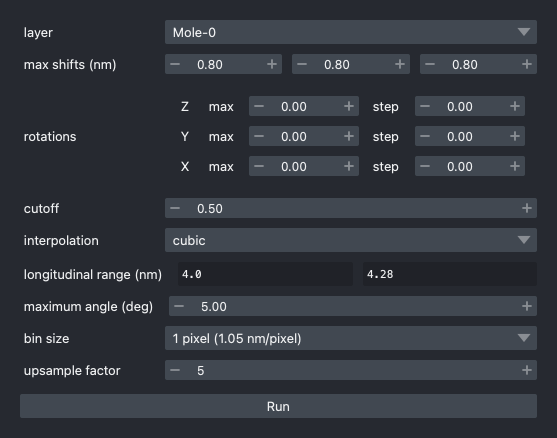 layer Mole-0
max shifts (nm) − 0.80 + − 0.80 + − 0.80 +
Z max − 0.00 + step − 0.00 +
rotations Y max − 0.00 + step − 0.00 +
X max − 0.00 + step − 0.00 +
cutoff − 0.50 +
interpolation cubic
longitudinal range (nm) 4.0 4.28
maximum angle (deg) − 5.00 +
bin size 1 pixel (1.05 nm/pixel)
upsample factor − 5 +
Run